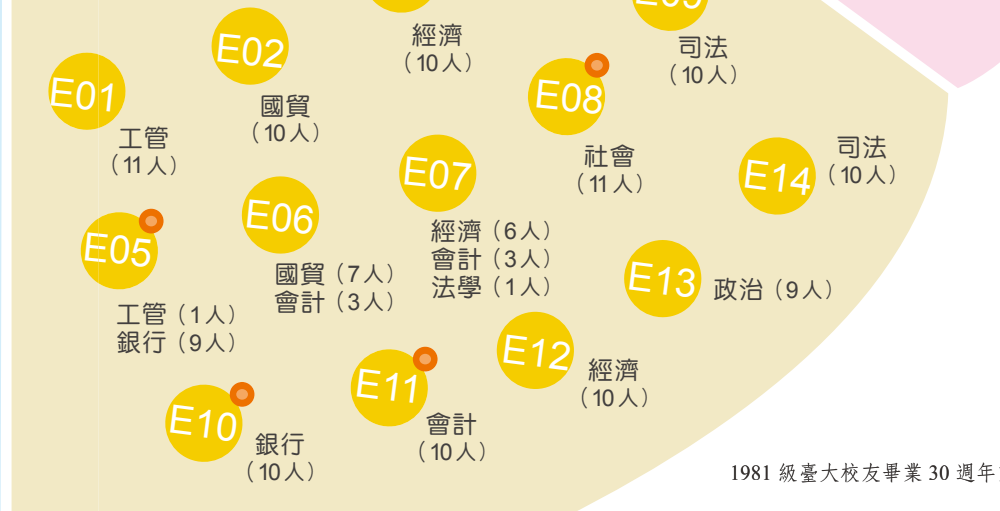 經濟
（10人）
E09
司法
（10人）
E02
國貿
（10人）
E01
工管
（11人）
E08
社會
（11人）
E07
經濟（6人）
會計（3人）
法學（1人）
E14
司法
（10人）
E06
國貿（7人）
會計（3人）
E05
工管（1人）
銀行（9人）
E13
政治（9人）
E12
經濟
（10人）
E11
會計
（10人）
E10
銀行
（10人）
1981 級臺大校友畢業 30 週年